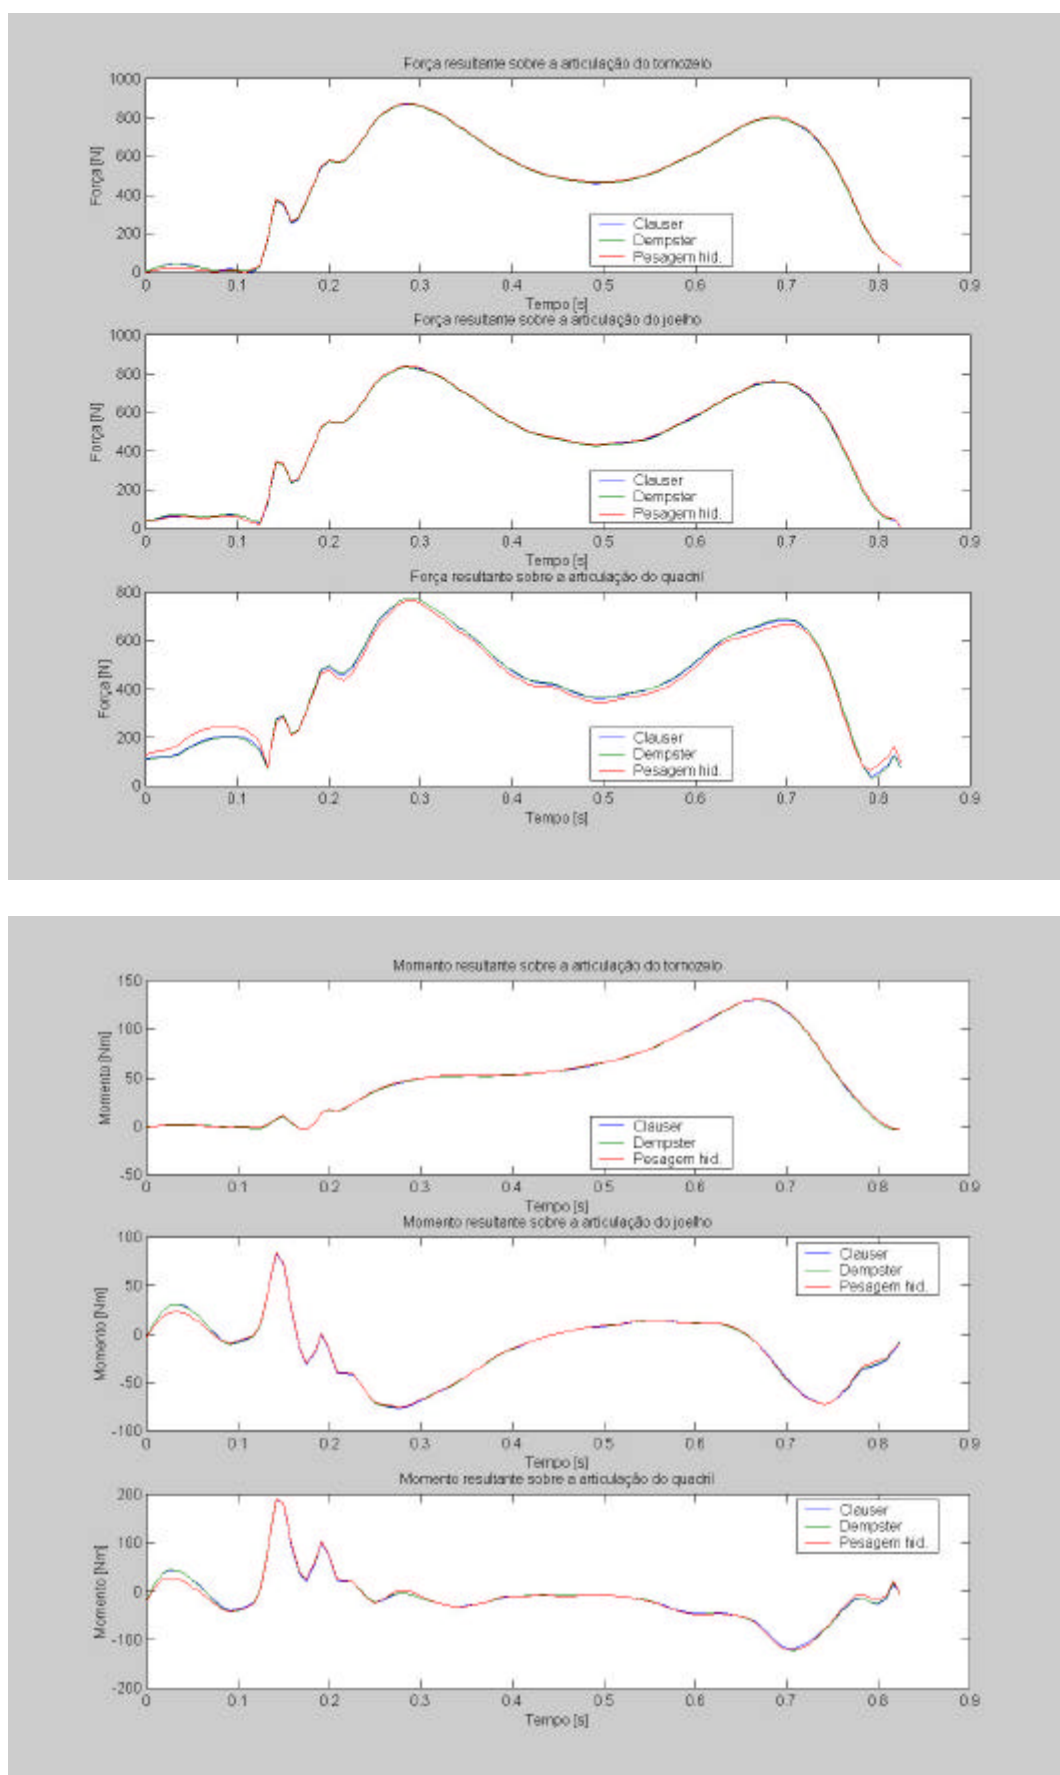 Força resultante sobre a articulação do tornozelo
1000
800
600
400
200
0
Força [N]
Clauser
Dempster
Pesagem hid.
0 0.1 0.2 0.3 0.4 0.5 0.6 0.7 0.8 0.9
Tempo [s]
Força resultante sobre a articulação do joelho
1000
800
600
400
200
0
Força [N]
Clauser
Dempster
Pesagem hid.
0 0.1 0.2 0.3 0.4 0.5 0.6 0.7 0.8 0.9
Tempo [s]
Força resultante sobre a articulação do quadril
800
600
400
200
0
Força [N]
Clauser
Dempster
Pesagem hid.
0 0.1 0.2 0.3 0.4 0.5 0.6 0.7 0.8 0.9
Tempo [s]
Momento resultante sobre a articulação do tornozelo
150
100
50
0
-50
Momento [Nm]
Clauser
Dempster
Pesagem hid.
0 0.1 0.2 0.3 0.4 0.5 0.6 0.7 0.8 0.9
Tempo [s]
Momento resultante sobre a articulação do joelho
100
50
0
-50
-100
Momento [Nm]
Clauser
Dempster
Pesagem hid.
0 0.1 0.2 0.3 0.4 0.5 0.6 0.7 0.8 0.9
Tempo [s]
Momento resultante sobre a articulação do quadril
200
100
0
-100
-200
Momento [Nm]
Clauser
Dempster
Pesagem hid.
0 0.1 0.2 0.3 0.4 0.5 0.6 0.7 0.8 0.9
Tempo [s]